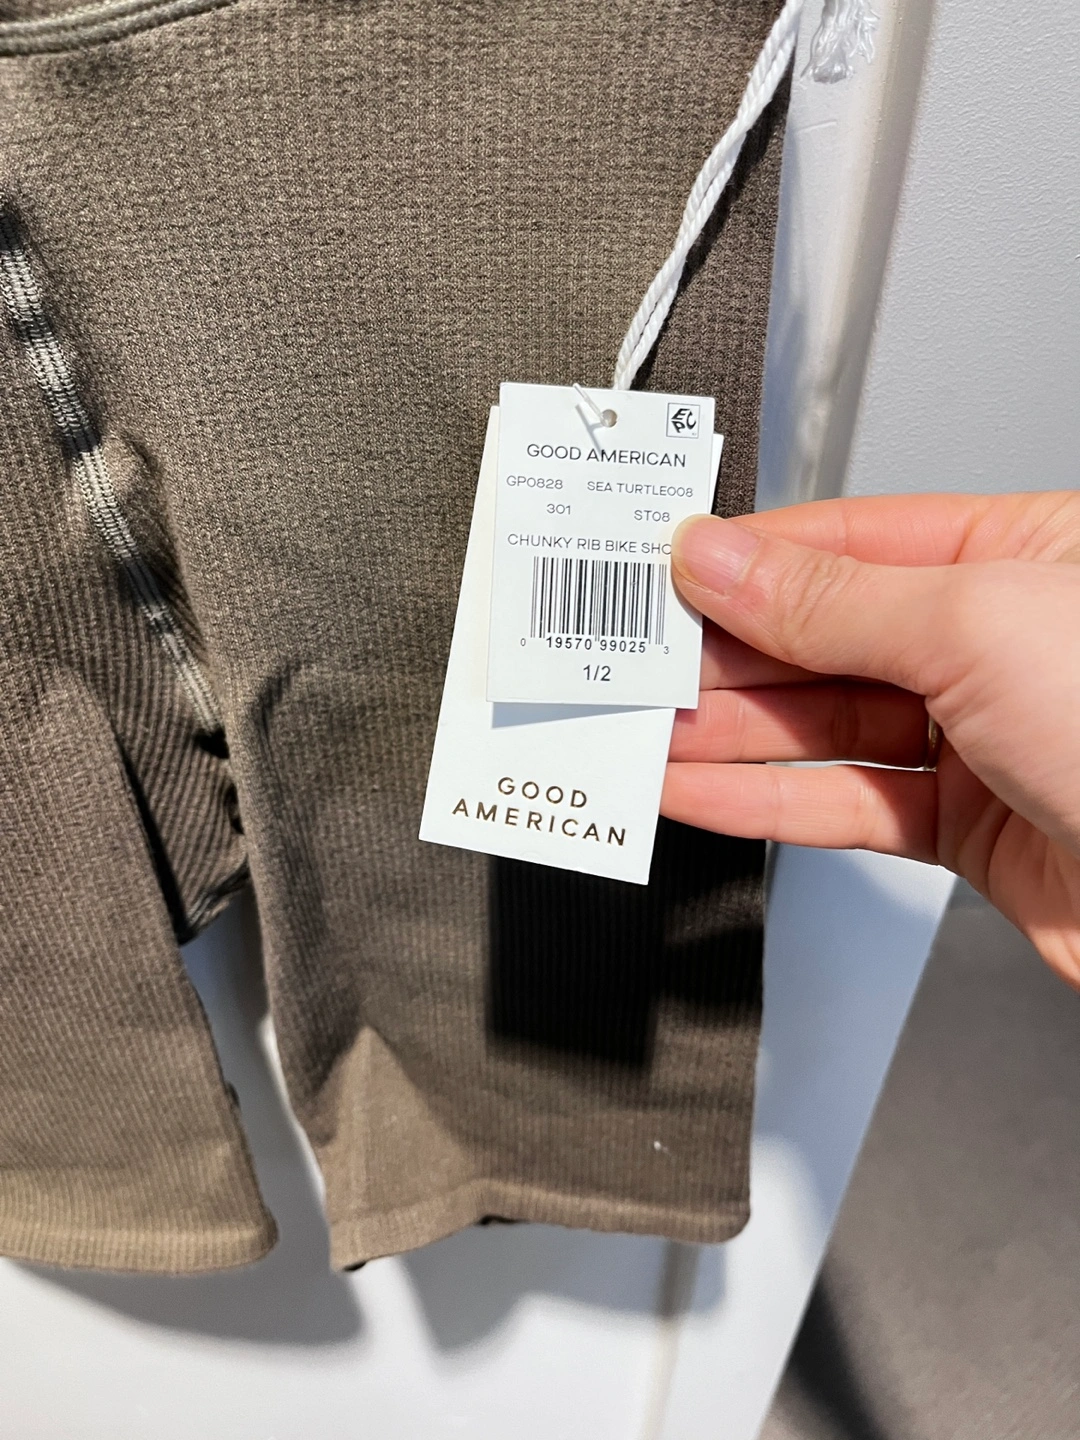 EPC
GOOD AMERICAN
GP0828 SEA TURTLE008
301 ST08
CHUNKY RIB BIKE SHO
0 19570 99025 3
1/2
GOOD
AMERICAN